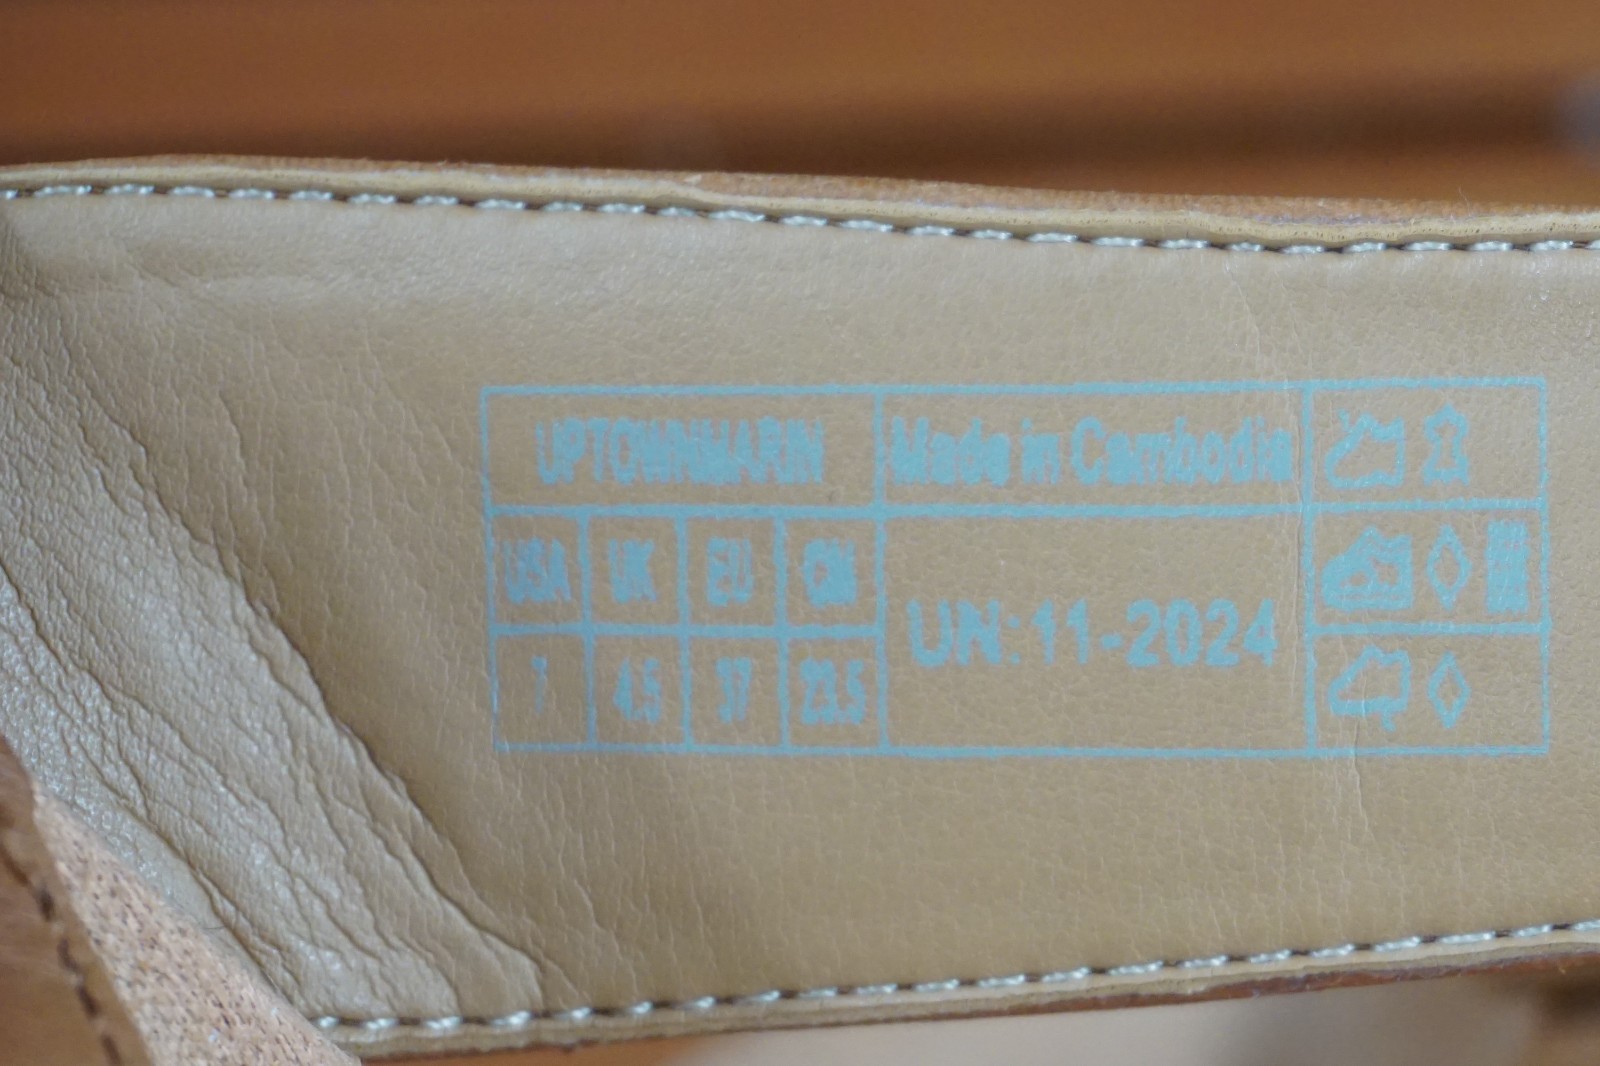 UPTOWNMARIN Made in Cambodia
USA UK EU CM
UN:11-2024
7 4.5 37 23.5